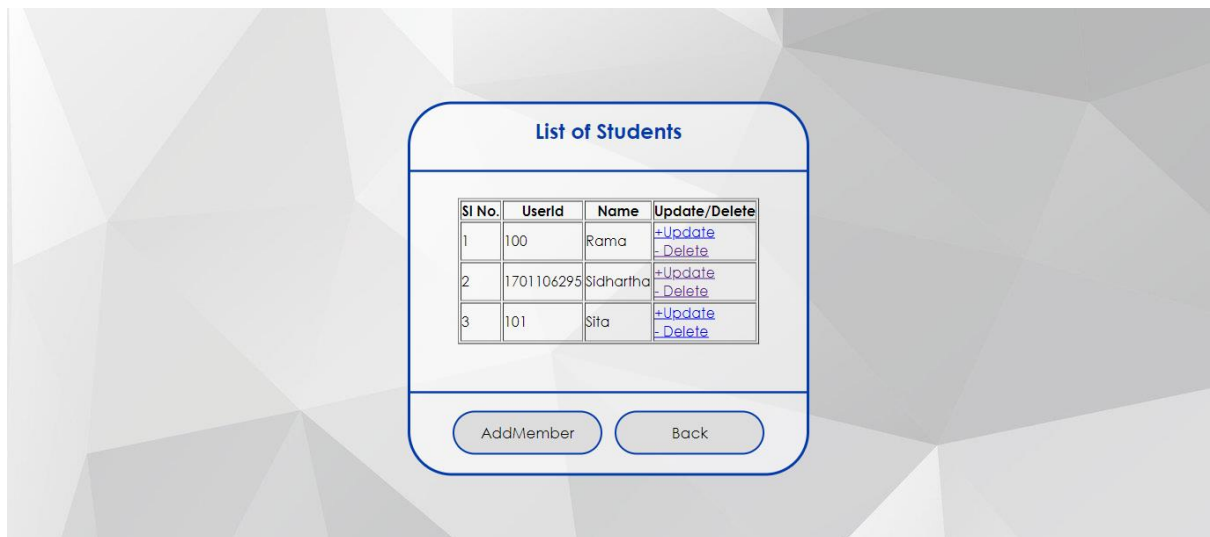 List of Students
SI No. UserId Name Update/Delete
1 100 Rama +Update
- Delete
2 1701106295 Sidhartha +Update
- Delete
3 101 Sita +Update
- Delete
AddMember Back